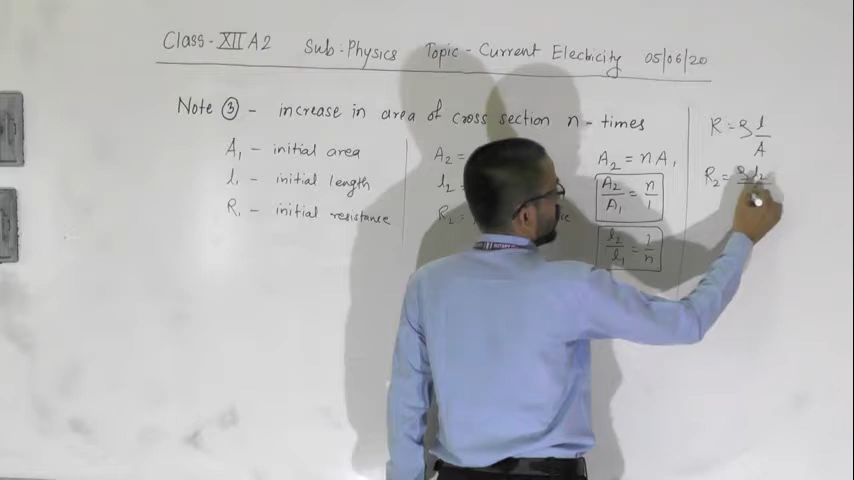 Class - XII A2 Sub : Physics Topic - Current Electricity 05/06/20
Note ③ - increase in area of cross section n - times
A₁ - initial area
l₁ - initial length
R₁ - initial resistance
A₂ =
l₂ =
R₂ =
A₂ = n A₁
A₂/A₁ = n/1
l₂/l₁ = 1/n
R = ρ l/A
R₂ = ρ l₂